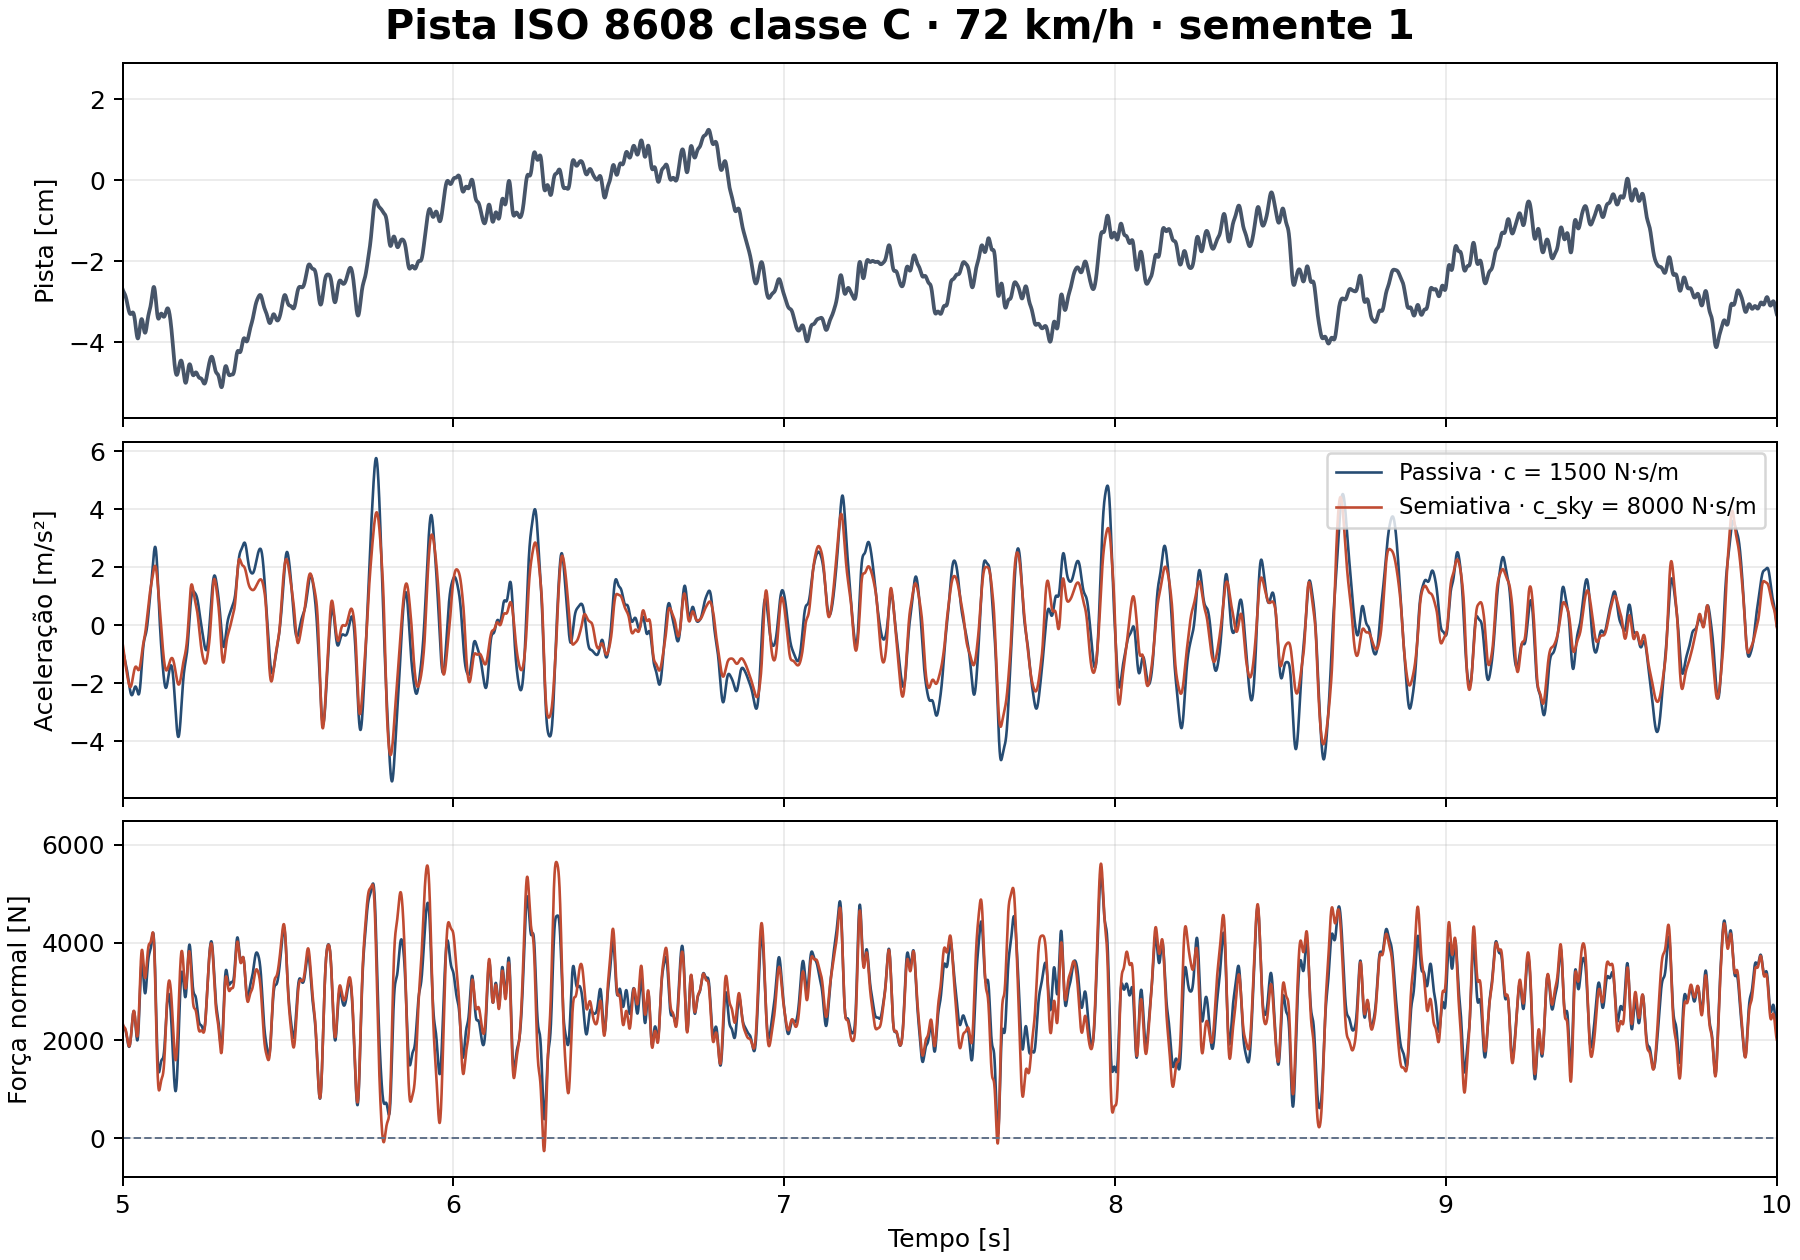 Pista ISO 8608 classe C · 72 km/h · semente 1
Pista [cm]
2
0
−2
−4
Aceleração [m/s²]
6
4
2
0
−2
−4
Passiva · c = 1500 N·s/m
Semiativa · c_sky = 8000 N·s/m
Força normal [N]
6000
4000
2000
0
5
6
7
8
9
10
Tempo [s]